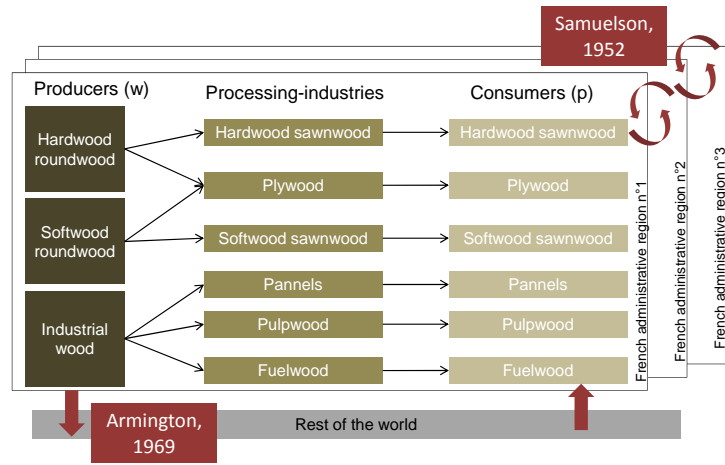 Samuelson,
1952
Producers (w)
Processing-industries
Consumers (p)
Hardwood
roundwood
Hardwood sawnwood
Hardwood sawnwood
Plywood
Plywood
Softwood
roundwood
Softwood sawnwood
Softwood sawnwood
Industrial
wood
Pannels
Pannels
Pulpwood
Pulpwood
Fuelwood
Fuelwood
French administrative region n°1
French administrative region n°2
French administrative region n°3
Armington,
1969
Rest of the world